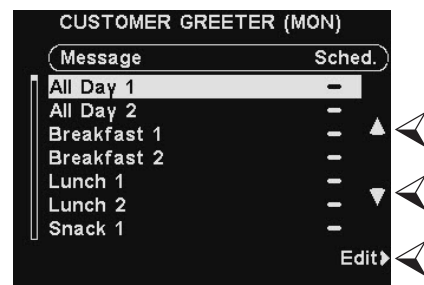 CUSTOMER GREETER (MON)
Message Sched.
All Day 1 –
All Day 2 –
Breakfast 1 –
Breakfast 2 –
Lunch 1 –
Lunch 2 –
Snack 1 –
Edit